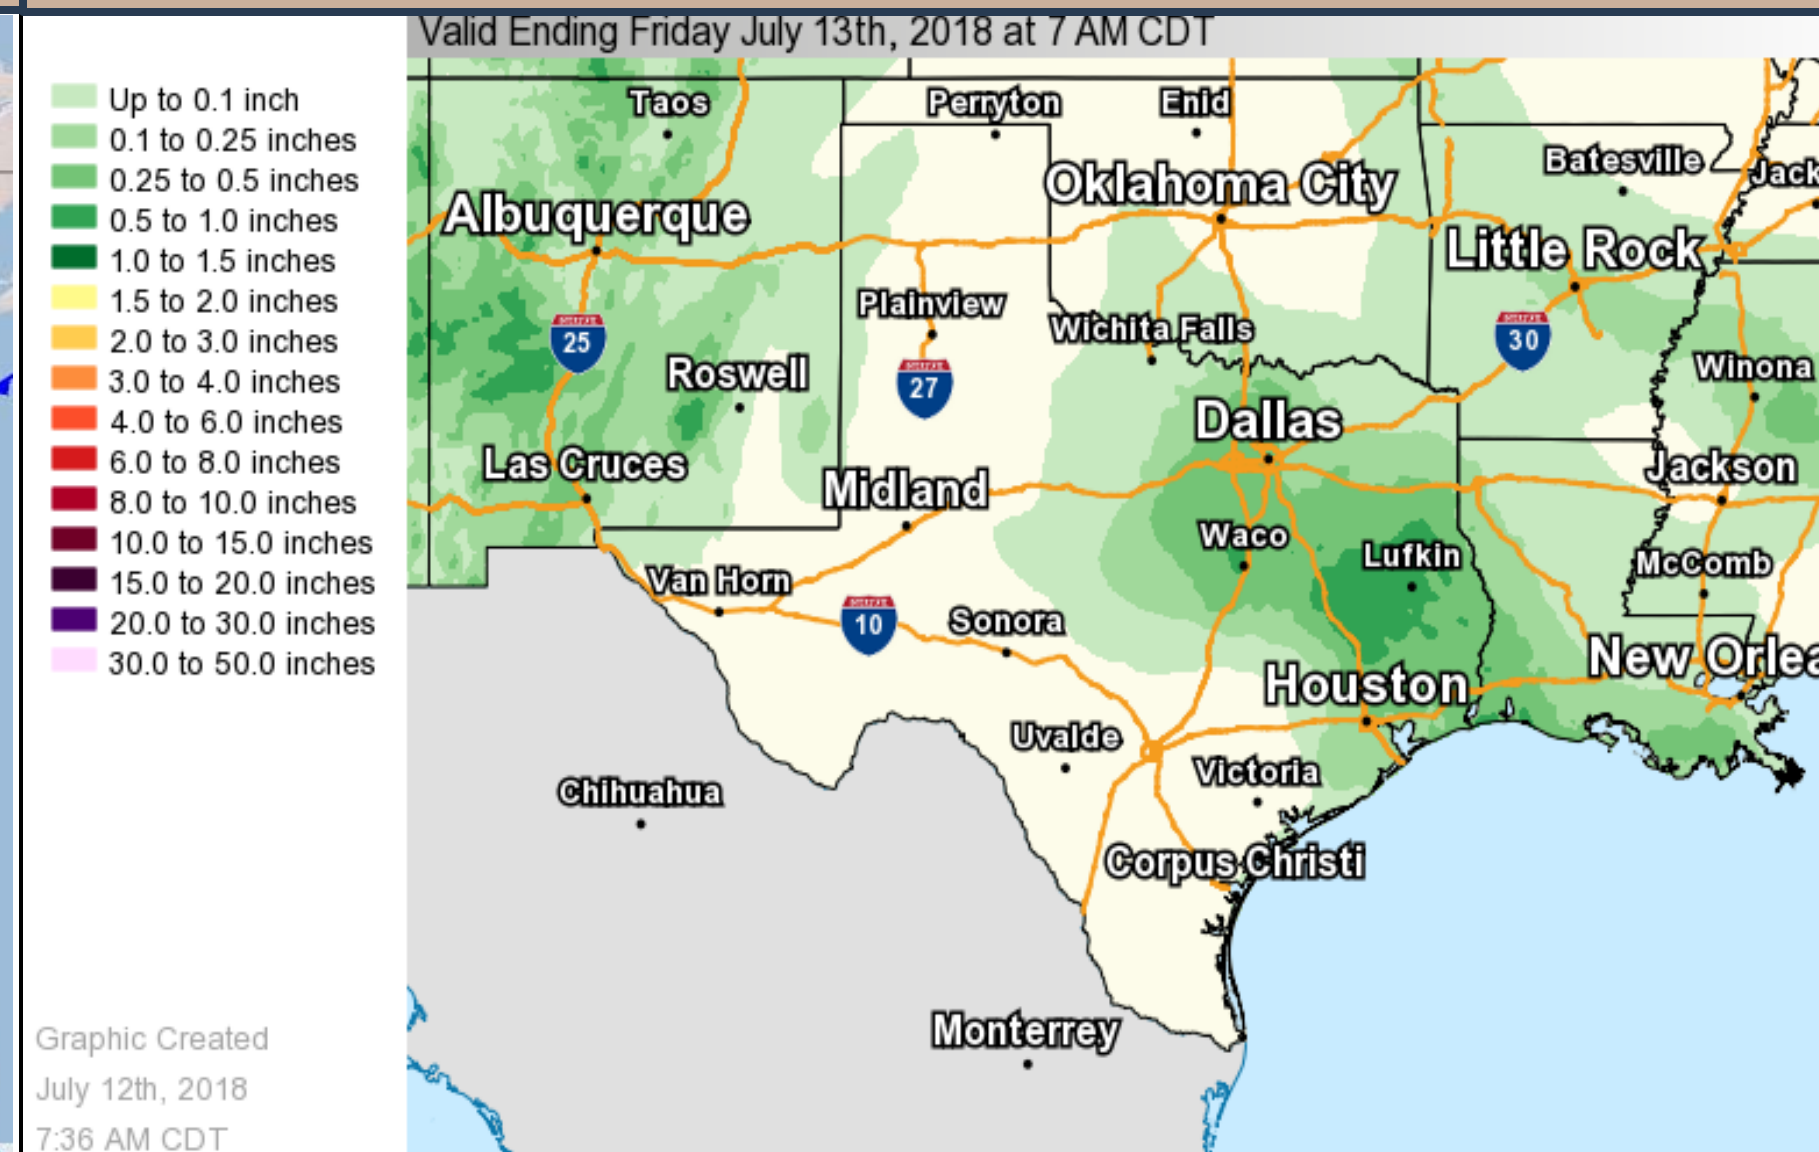 Valid Ending Friday July 13th, 2018 at 7 AM CDT
Up to 0.1 inch
0.1 to 0.25 inches
0.25 to 0.5 inches
0.5 to 1.0 inches
1.0 to 1.5 inches
1.5 to 2.0 inches
2.0 to 3.0 inches
3.0 to 4.0 inches
4.0 to 6.0 inches
6.0 to 8.0 inches
8.0 to 10.0 inches
10.0 to 15.0 inches
15.0 to 20.0 inches
20.0 to 30.0 inches
30.0 to 50.0 inches
Graphic Created
July 12th, 2018
7:36 AM CDT
Taos
Perryton
Enid
Batesville
Jack
Oklahoma City
Albuquerque
Little Rock
Plainview
Wichita Falls
25
30
Roswell
27
Winona
Dallas
Las Cruces
Midland
Jackson
Waco
Lufkin
McComb
Van Horn
10
Sonora
New Orlea
Houston
Uvalde
Victoria
Chihuahua
Corpus Christi
Monterrey